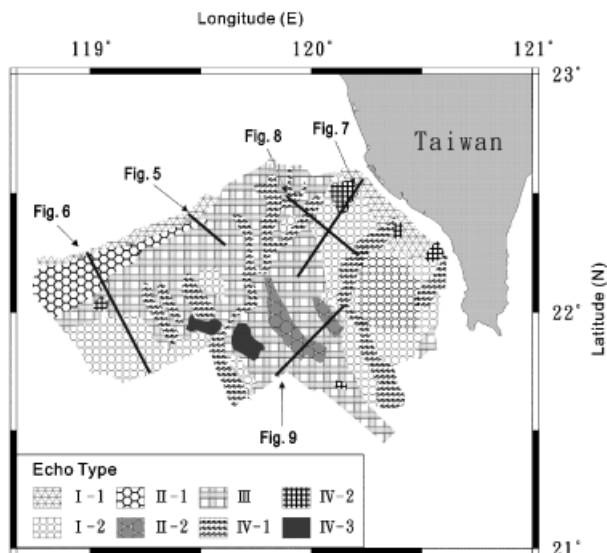 Longitude (E)
119° 120° 121°
23°
Fig. 8
Fig. 7
Taiwan
Fig. 5
Fig. 6
22°
Latitude (N)
Fig. 9
Echo Type
I-1 II-1 III IV-2
I-2 II-2 IV-1 IV-3
21°